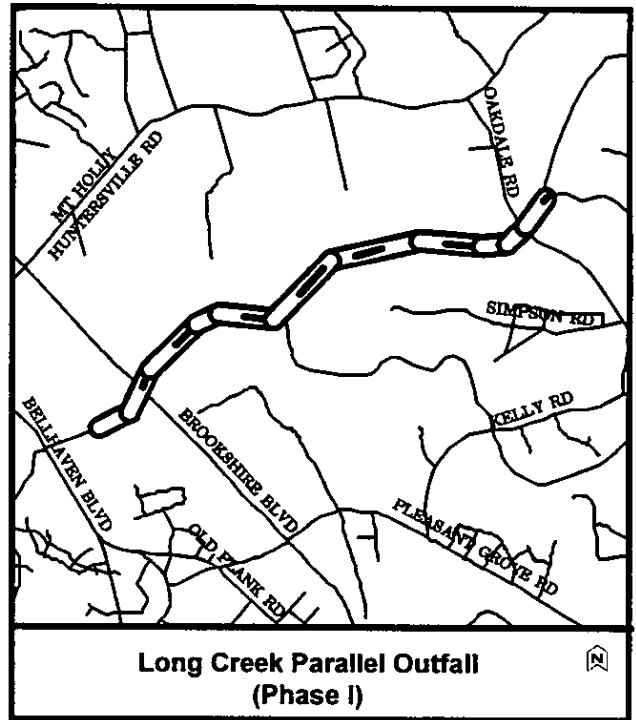 OAKDALE RD
MT HOLLY
HUNTERSVILLE RD
SIMPSON RD
KELLY RD
BELLHAVEN BLVD
BROOKSHIRE BLVD
PLEASANT GROVE RD
OLD PLANK RD
Long Creek Parallel Outfall
(Phase I)
N